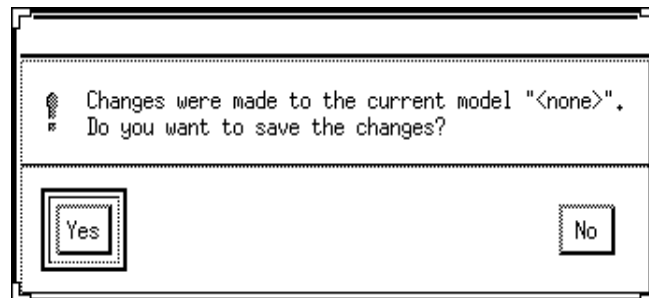 Changes were made to the current model "<none>".
Do you want to save the changes?
Yes
No